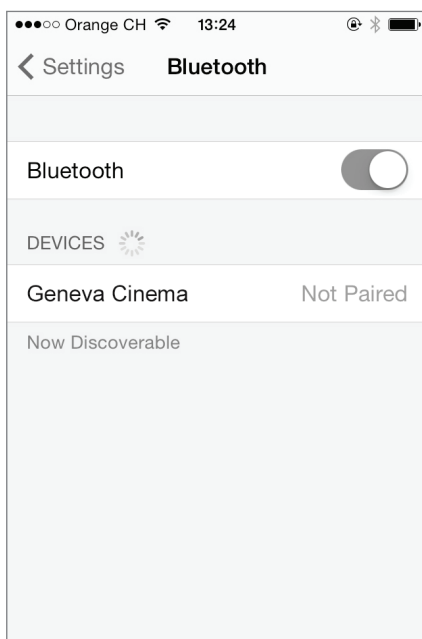 Orange CH 13:24
Settings Bluetooth
Bluetooth
DEVICES
Geneva Cinema Not Paired
Now Discoverable